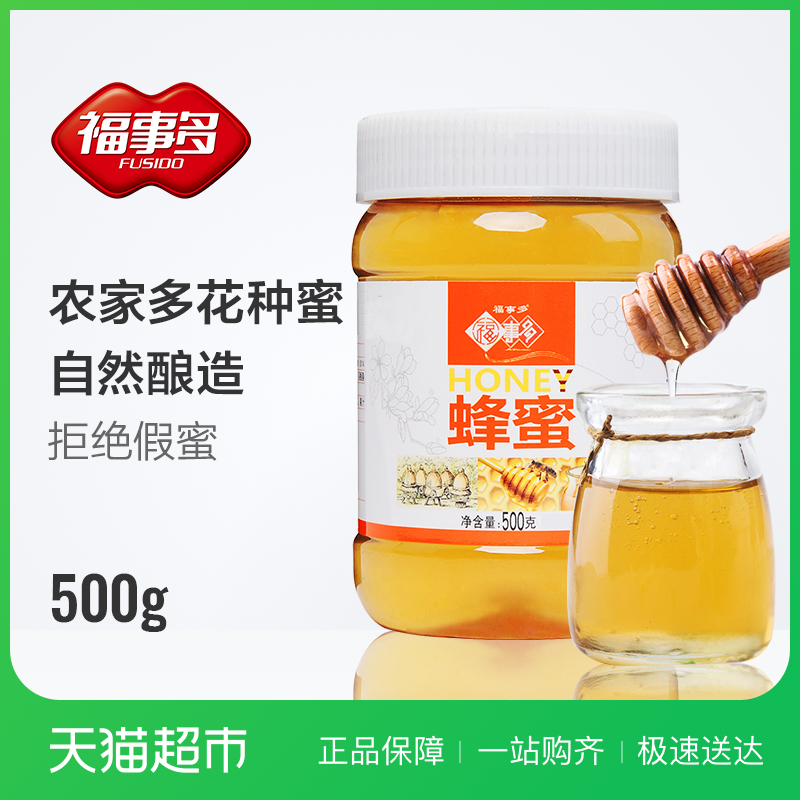 福事多
FUSIDO
农家多花种蜜
自然酿造
拒绝假蜜
500g
福事多
福事多
HONEY
蜂蜜
净含量:500克
天猫超市
正品保障 | 一站购齐 | 极速送达